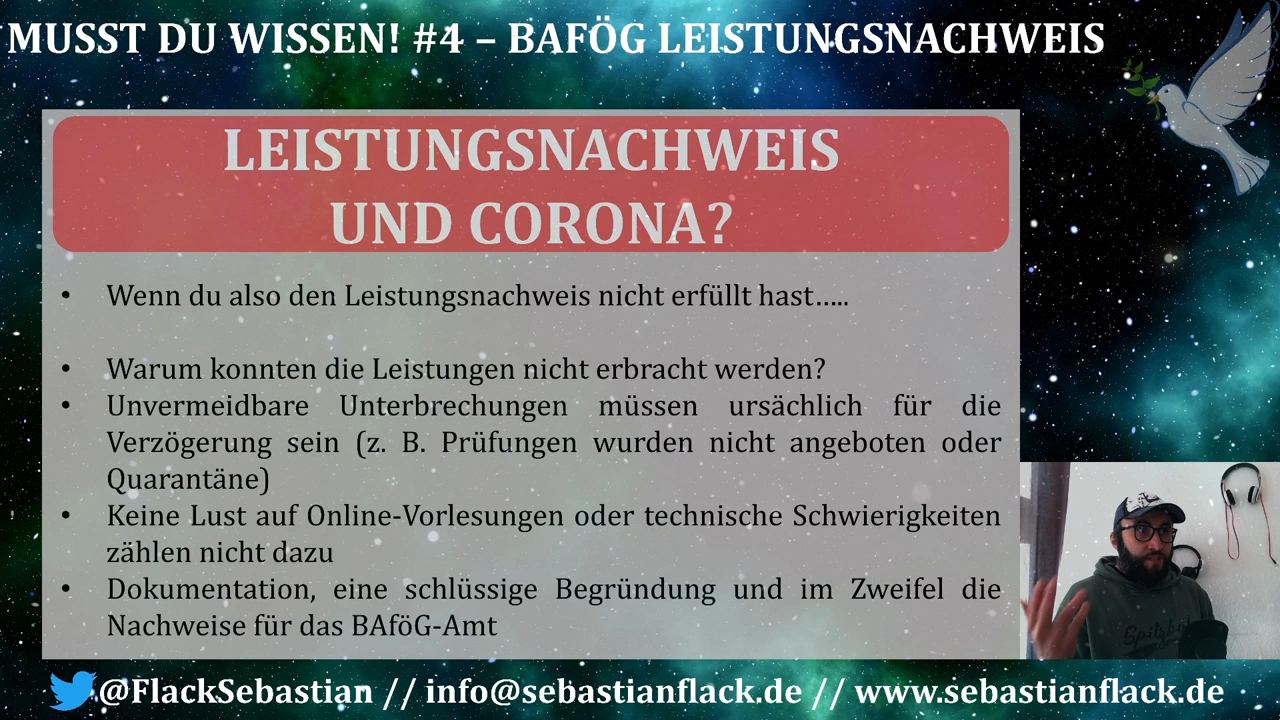 MUSST DU WISSEN! #4 – BAFÖG LEISTUNGSNACHWEIS
LEISTUNGSNACHWEIS
UND CORONA?
• Wenn du also den Leistungsnachweis nicht erfüllt hast…..
• Warum konnten die Leistungen nicht erbracht werden?
• Unvermeidbare Unterbrechungen müssen ursächlich für die
Verzögerung sein (z. B. Prüfungen wurden nicht angeboten oder
Quarantäne)
• Keine Lust auf Online-Vorlesungen oder technische Schwierigkeiten
zählen nicht dazu
• Dokumentation, eine schlüssige Begründung und im Zweifel die
Nachweise für das BAföG-Amt
@FlackSebastian // info@sebastianflack.de // www.sebastianflack.de